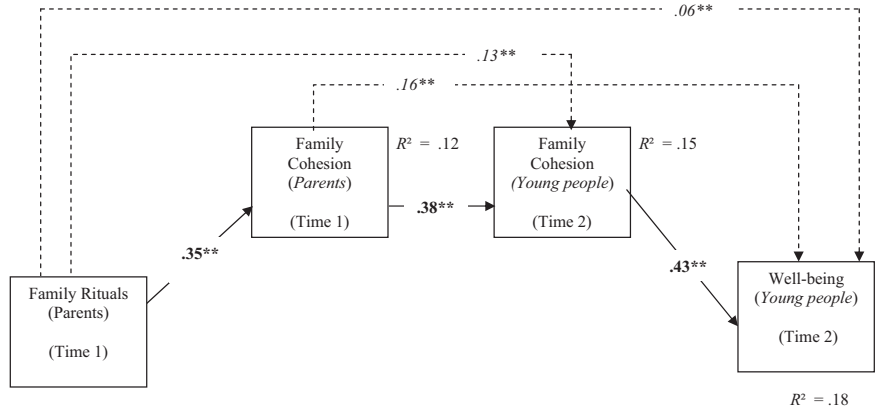 .06**
.13**
.16**
Family
Cohesion
(Parents)
(Time 1)
R² = .12
Family
Cohesion
(Young people)
(Time 2)
R² = .15
.38**
.35**
.43**
Family Rituals
(Parents)
(Time 1)
Well-being
(Young people)
(Time 2)
R² = .18